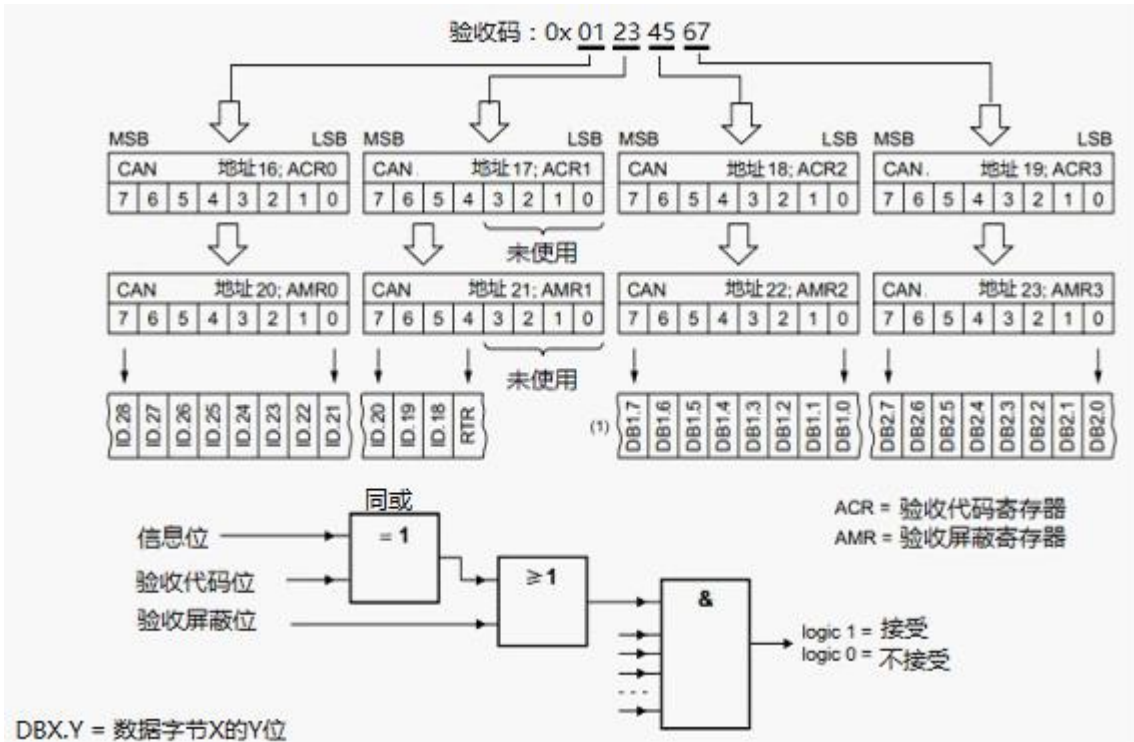 验收码：0x 01 23 45 67
MSB LSB MSB LSB MSB LSB MSB LSB
CAN 地址16; ACR0 CAN. 地址17; ACR1 CAN 地址18; ACR2 CAN. 地址19; ACR3
7 6 5 4 3 2 1 0 7 6 5 4 3 2 1 0 7 6 5 4 3 2 1 0 7 6 5 4 3 2 1 0
未使用
CAN 地址20; AMR0 CAN 地址21; AMR1 CAN 地址22; AMR2 CAN. 地址23; AMR3
7 6 5 4 3 2 1 0 7 6 5 4 3 2 1 0 7 6 5 4 3 2 1 0 7 6 5 4 3 2 1 0
未使用
ID.28 ID.27 ID.26 ID.25 ID.24 ID.23 ID.22 ID.21 ID.20 ID.19 ID.18 RTR (1) DB1.7 DB1.6 DB1.5 DB1.4 DB1.3 DB1.2 DB1.1 DB1.0 DB2.7 DB2.6 DB2.5 DB2.4 DB2.3 DB2.2 DB2.1 DB2.0
同或
ACR = 验收代码寄存器
AMR = 验收屏蔽寄存器
信息位
= 1
验收代码位
≥1
验收屏蔽位
&
logic 1 = 接受
logic 0 = 不接受
DBX.Y = 数据字节X的Y位